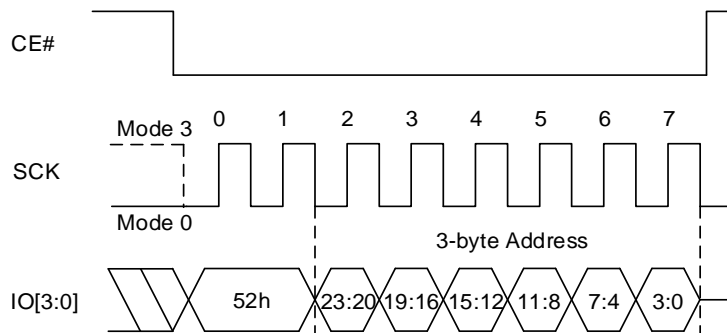 CE#
Mode 3 0 1 2 3 4 5 6 7
SCK
Mode 0
3-byte Address
IO[3:0] 52h 23:20 19:16 15:12 11:8 7:4 3:0